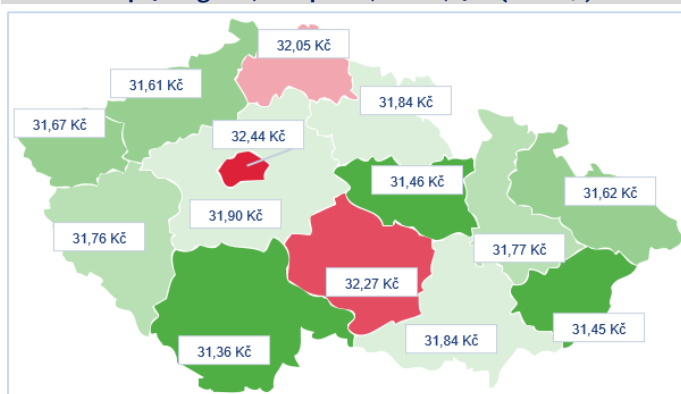 32,05 Kč
31,61 Kč
31,84 Kč
31,67 Kč
32,44 Kč
31,46 Kč
31,62 Kč
31,90 Kč
31,76 Kč
31,77 Kč
32,27 Kč
31,45 Kč
31,84 Kč
31,36 Kč